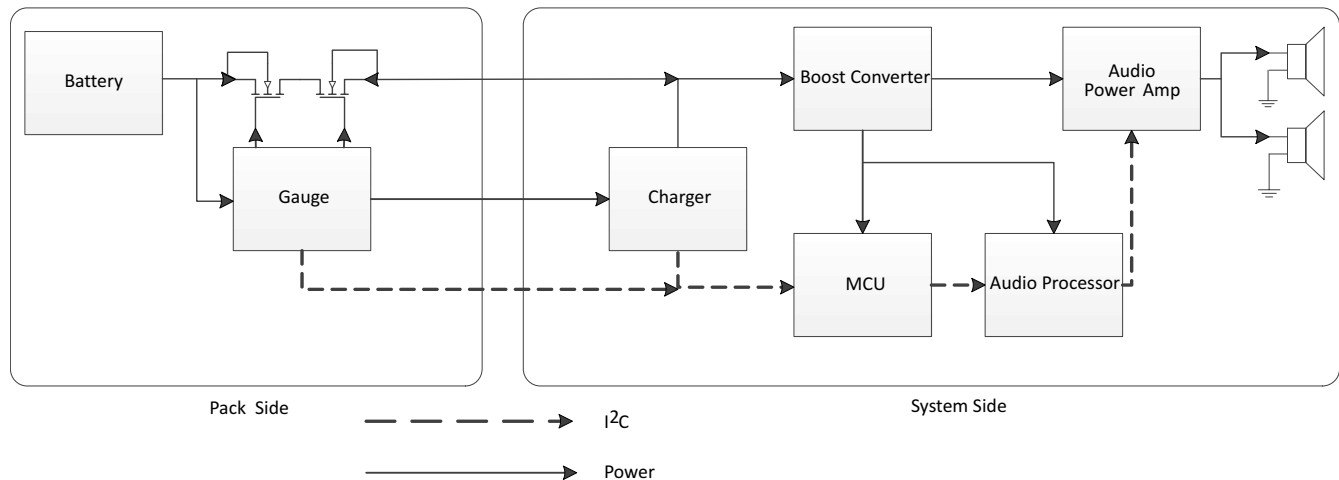 Battery
Gauge
Charger
Boost Converter
Audio
Power Amp
MCU
Audio Processor
Pack Side
System Side
I²C
Power